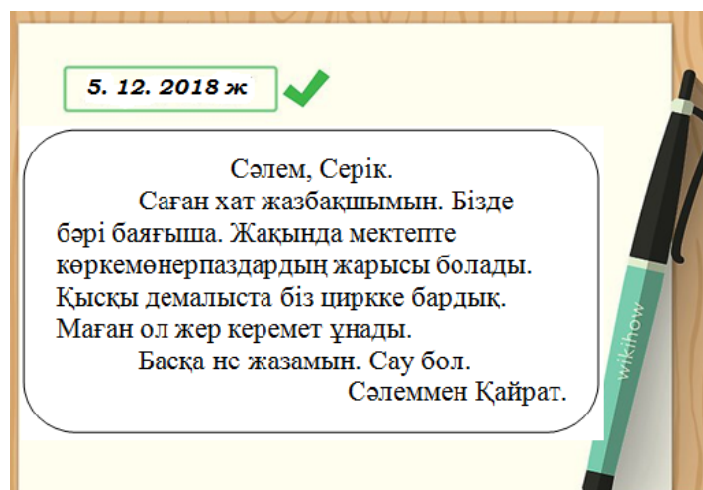 5. 12. 2018 ж
Сәлем, Серік.
Саған хат жазбақшымын. Бізде
бәрі баяғыша. Жақында мектепте
көркемөнерпаздардың жарысы болады.
Қысқы демалыста біз циркке бардық.
Маған ол жер керемет ұнады.
Басқа не жазамын. Сау бол.
Сәлеммен Қайрат.
wikihow